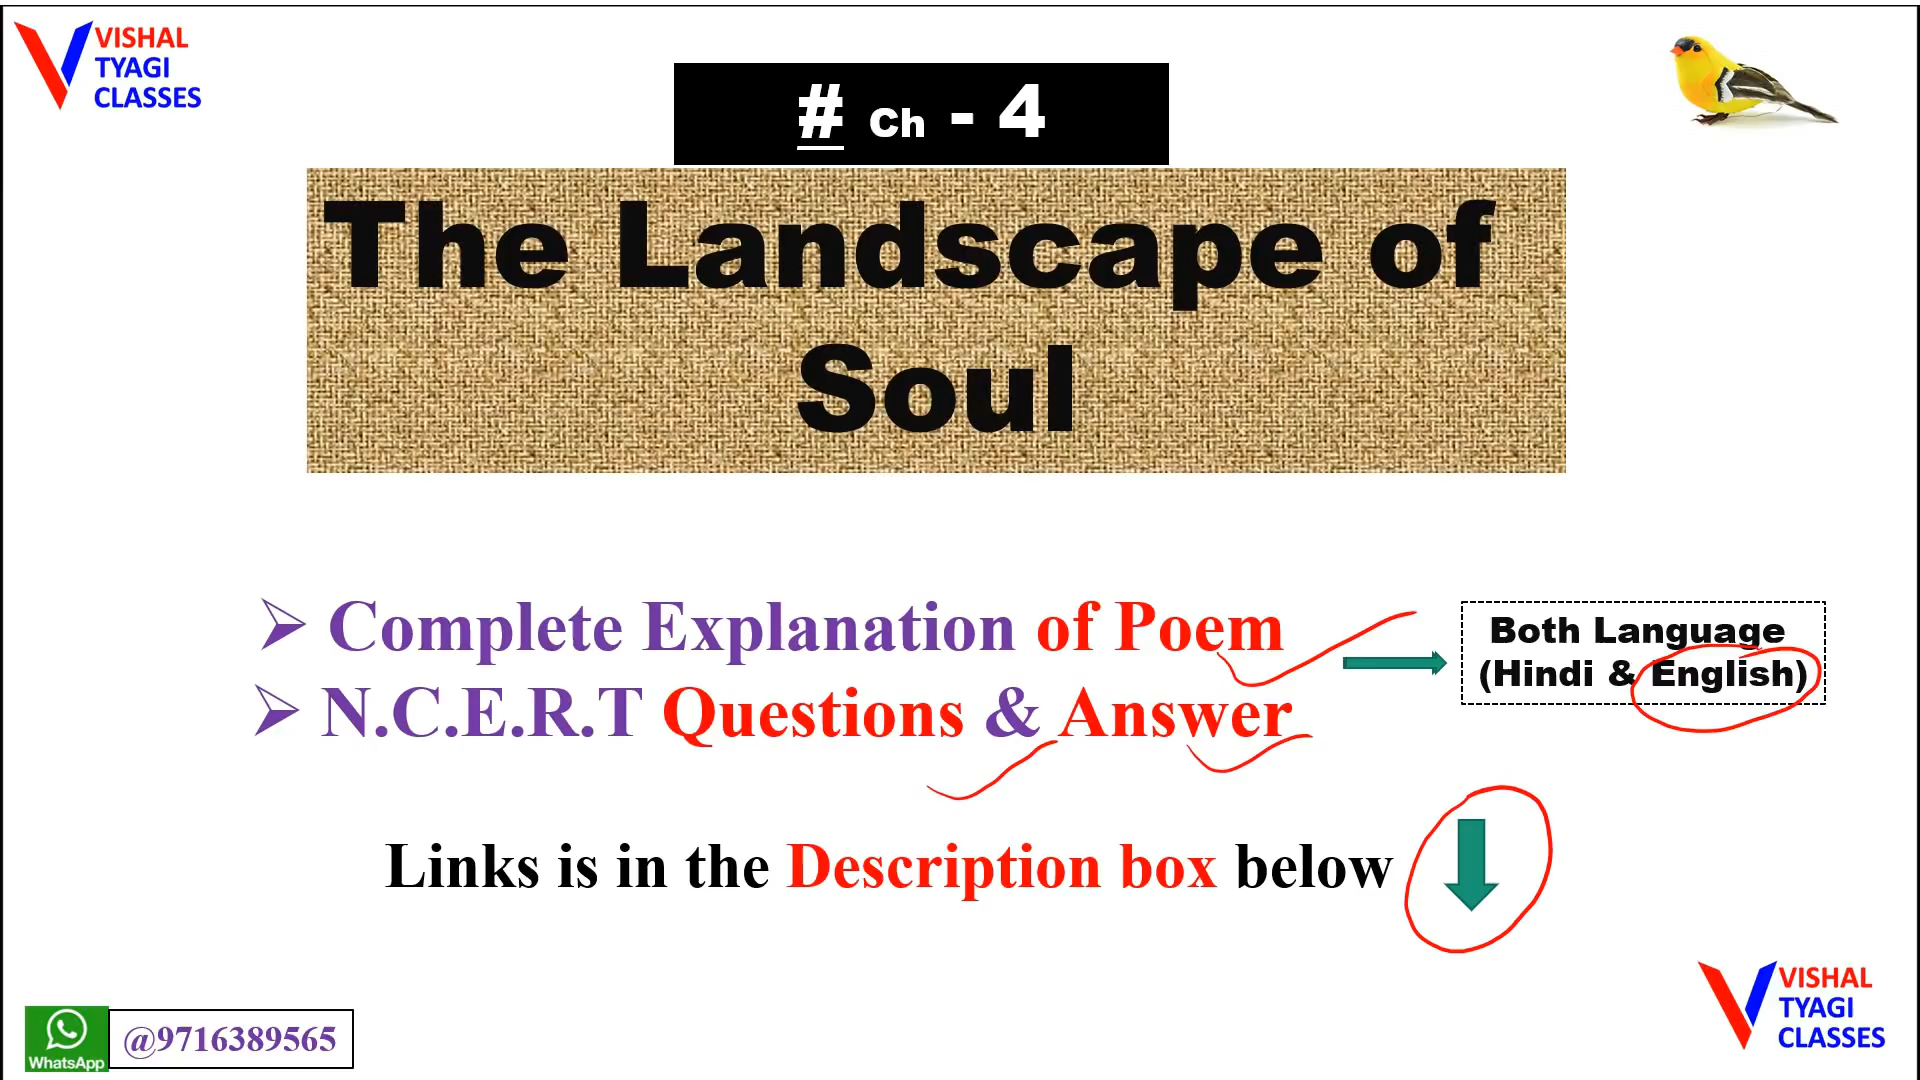 VISHAL
TYAGI
CLASSES
# Ch - 4
The Landscape of
Soul
Complete Explanation of Poem
N.C.E.R.T Questions & Answer
Both Language
(Hindi & English)
Links is in the Description box below
WhatsApp
@9716389565
VISHAL
TYAGI
CLASSES